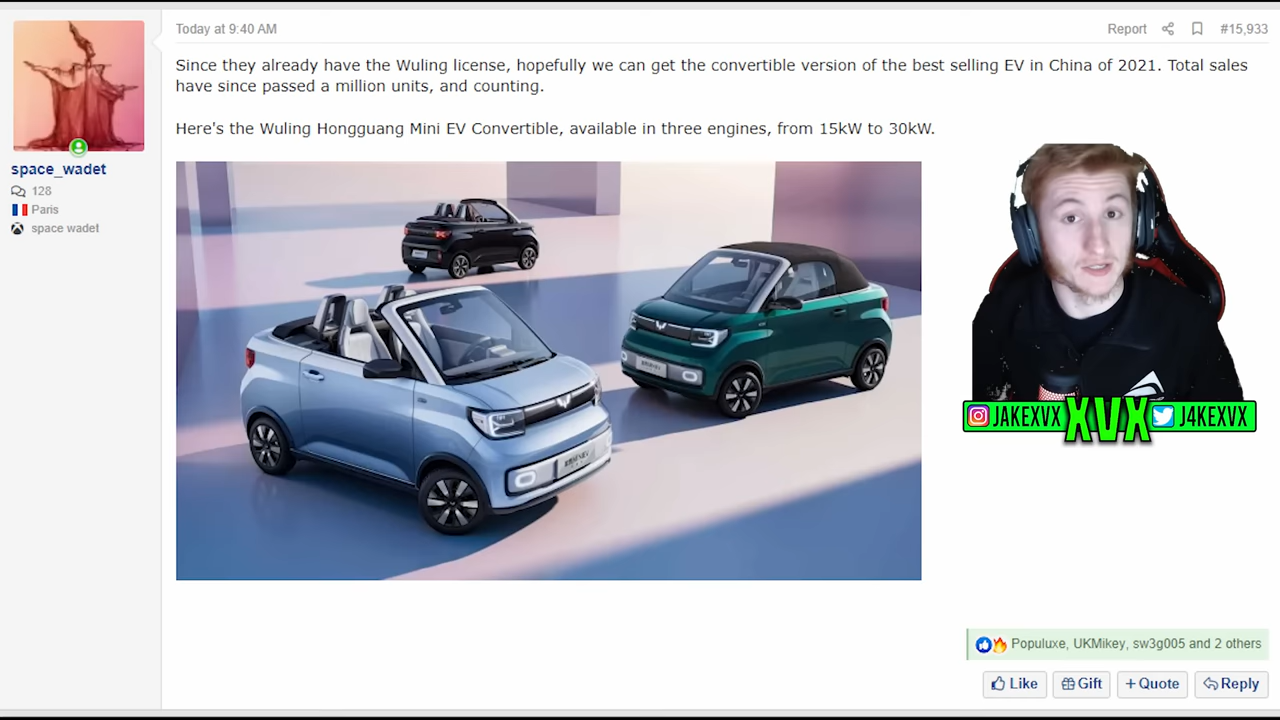 Today at 9:40 AM
Report
#15,933
Since they already have the Wuling license, hopefully we can get the convertible version of the best selling EV in China of 2021. Total sales
have since passed a million units, and counting.
Here's the Wuling Hongguang Mini EV Convertible, available in three engines, from 15kW to 30kW.
space_wadet
128
Paris
space wadet
JAKEXVX XVX J4KEXVX
Populuxe, UKMikey, sw3g005 and 2 others
Like
Gift
+Quote
Reply